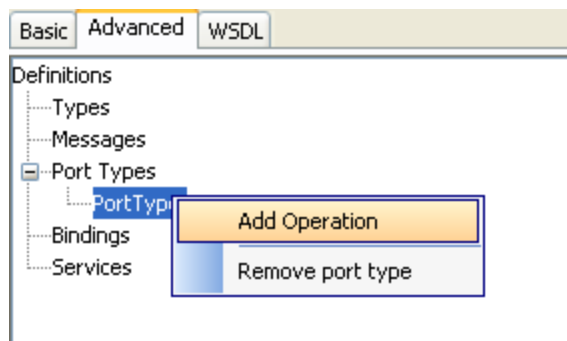 Basic Advanced WSDL
Definitions
Types
Messages
Port Types
PortTyp
Add Operation
Bindings
Services
Remove port type